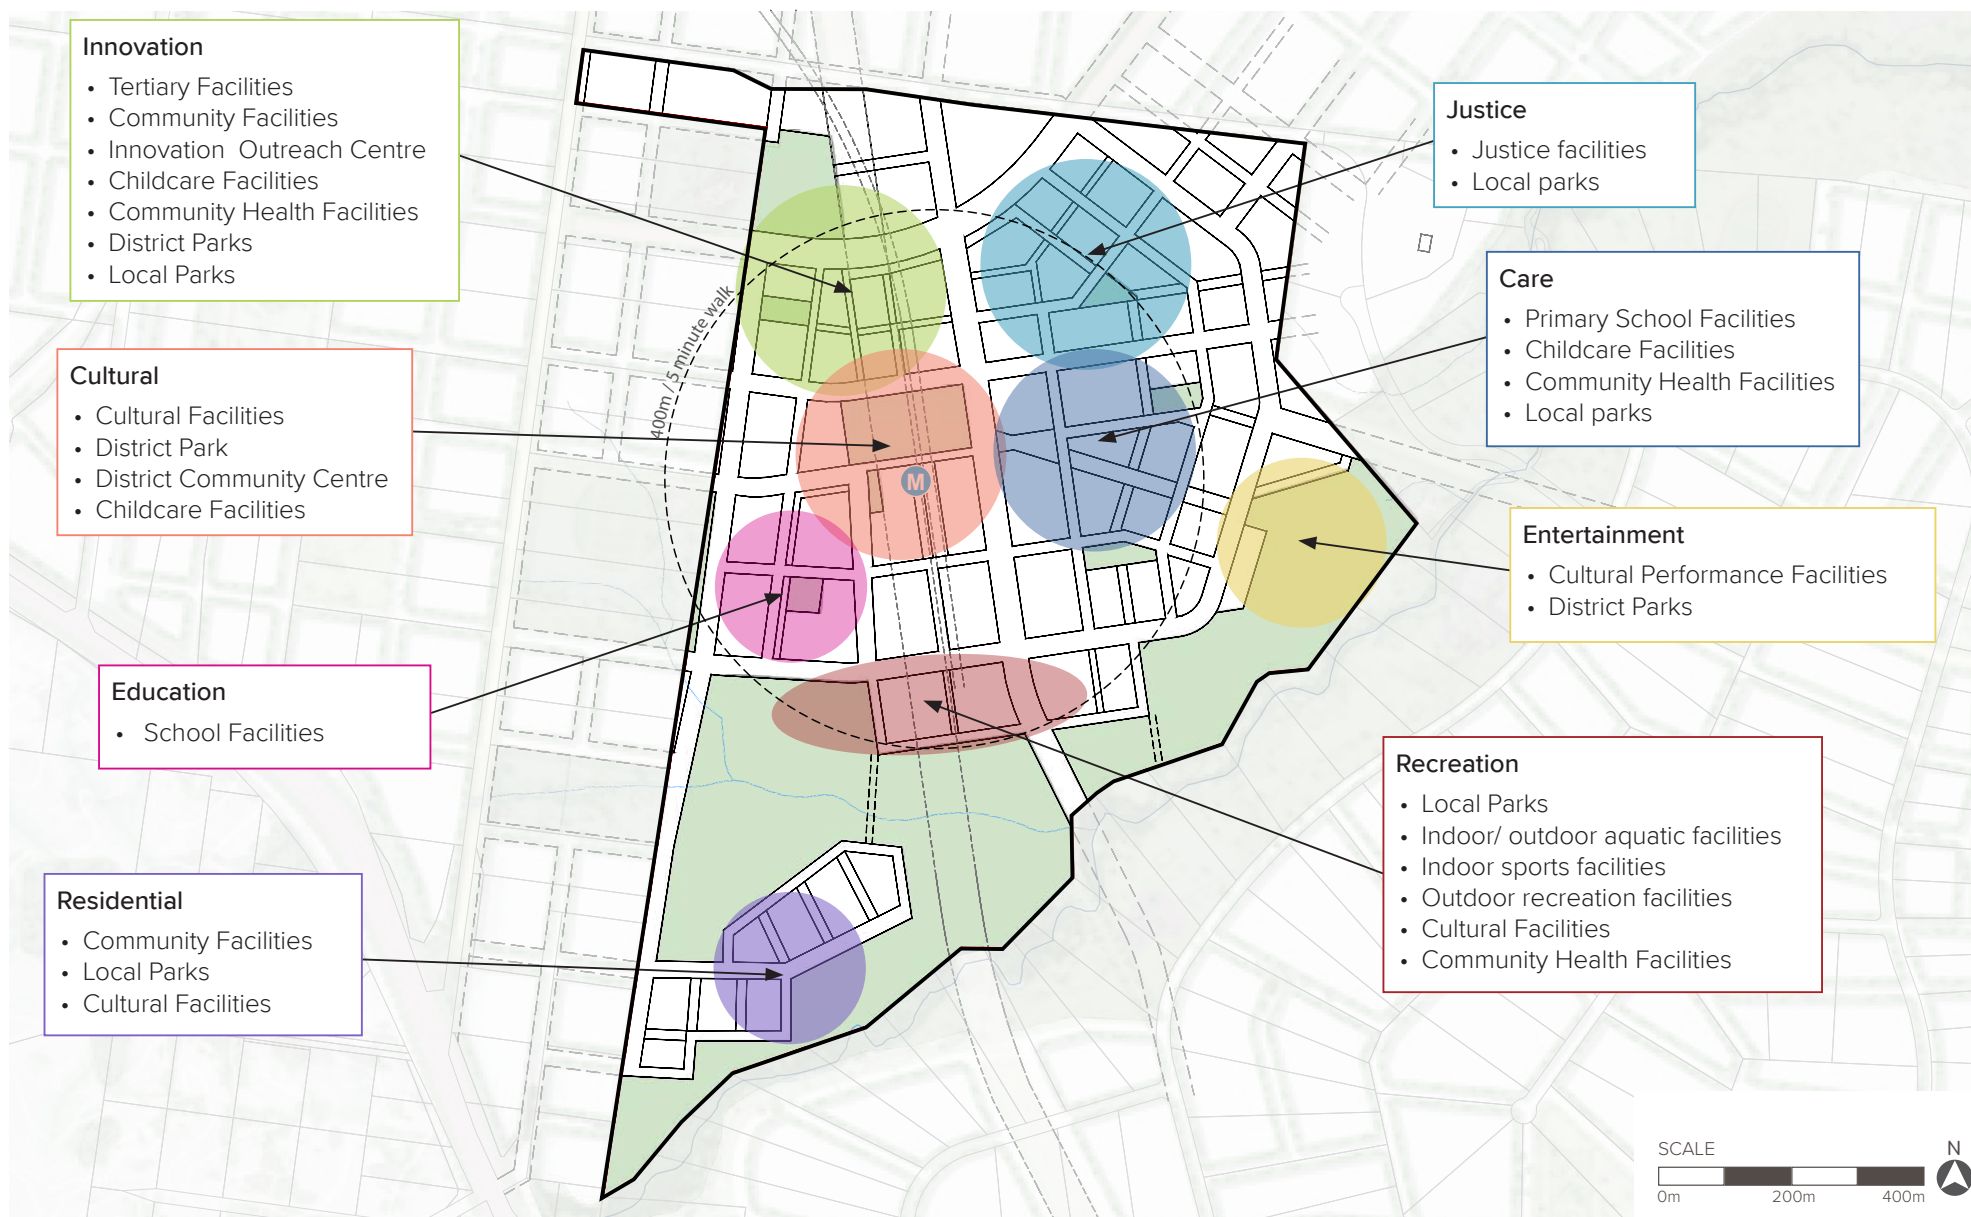 Innovation
• Tertiary Facilities
• Community Facilities
• Innovation Outreach Centre
• Childcare Facilities
• Community Health Facilities
• District Parks
• Local Parks
Cultural
• Cultural Facilities
• District Park
• District Community Centre
• Childcare Facilities
Education
• School Facilities
Residential
• Community Facilities
• Local Parks
• Cultural Facilities
400m / 5 minute walk
M
Justice
• Justice facilities
• Local parks
Care
• Primary School Facilities
• Childcare Facilities
• Community Health Facilities
• Local parks
Entertainment
• Cultural Performance Facilities
• District Parks
Recreation
• Local Parks
• Indoor/ outdoor aquatic facilities
• Indoor sports facilities
• Outdoor recreation facilities
• Cultural Facilities
• Community Health Facilities
SCALE
N
0m 200m 400m